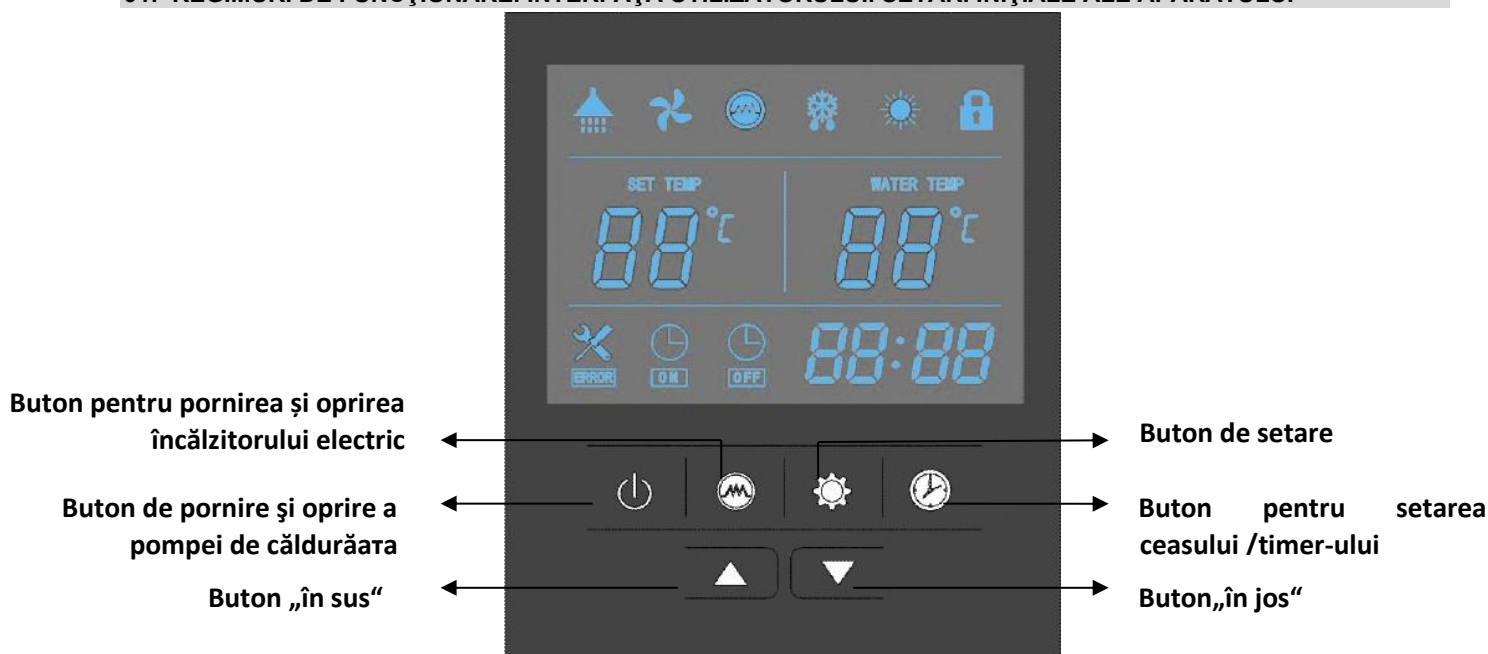 SET TEMP
WATER TEMP
88°C
88°C
ERROR
ON
OFF
88:88
Buton pentru pornirea și oprirea
încălzitorului electric
Buton de setare
Buton de pornire şi oprire a
pompei de căldurăата
Buton pentru setarea
ceasului /timer-ului
Buton „în sus“
Buton„în jos“